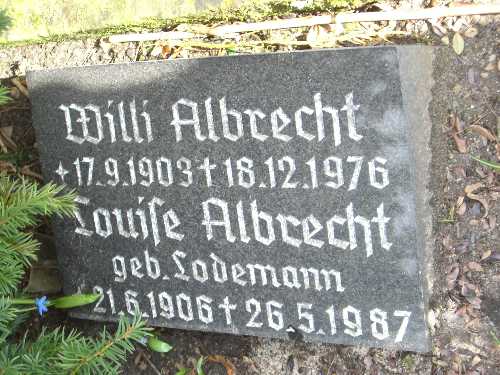 Willi Albrecht
* 17.9.1903 † 18.12.1976
Louiſe Albrecht
geb. Lodemann
* 21.6.1906 † 26.5.1987